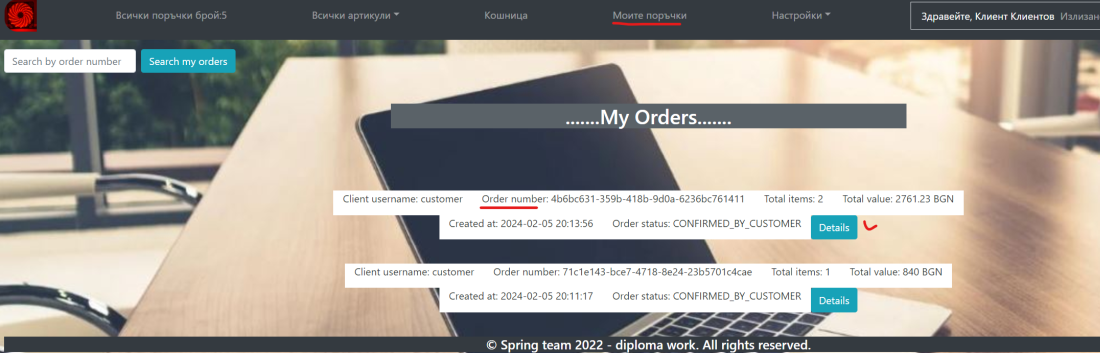 Всички поръчки брой:5 Всички артикули Кошница Моите поръчки Настройки Здравейте, Клиент Клиентов Излизан
Search by order number Search my orders
.......My Orders.......
Client username: customer Order number: 4b6bc631-359b-418b-9d0a-6236bc761411 Total items: 2 Total value: 2761.23 BGN
Created at: 2024-02-05 20:13:56 Order status: CONFIRMED_BY_CUSTOMER Details
Client username: customer Order number: 71c1e143-bce7-4718-8e24-23b5701c4cae Total items: 1 Total value: 840 BGN
Created at: 2024-02-05 20:11:17 Order status: CONFIRMED_BY_CUSTOMER Details
© Spring team 2022 - diploma work. All rights reserved.